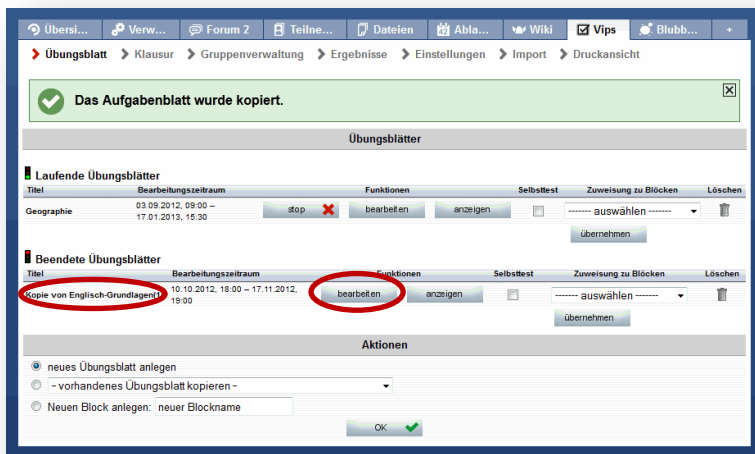 Übersi... Verw... Forum 2 Teilne... Dateien Abla... Wiki Vips Blubb... +
Übungsblatt Klausur Gruppenverwaltung Ergebnisse Einstellungen Import Druckansicht
Das Aufgabenblatt wurde kopiert.
Übungsblätter
Laufende Übungsblätter
Titel Bearbeitungszeitraum Funktionen Selbsttest Zuweisung zu Blöcken Löschen
Geographie 03.09.2012, 09:00 – 17.01.2013, 15:30 stop bearbeiten anzeigen ------- auswählen -------
übernehmen
Beendete Übungsblätter
Titel Bearbeitungszeitraum Funktionen Selbsttest Zuweisung zu Blöcken Löschen
Kopie von Englisch-Grundlagen(1) 10.10.2012, 18:00 – 17.11.2012, 19:00 bearbeiten anzeigen ------- auswählen -------
übernehmen
Aktionen
neues Übungsblatt anlegen
- vorhandenes Übungsblatt kopieren -
Neuen Block anlegen: neuer Blockname
OK